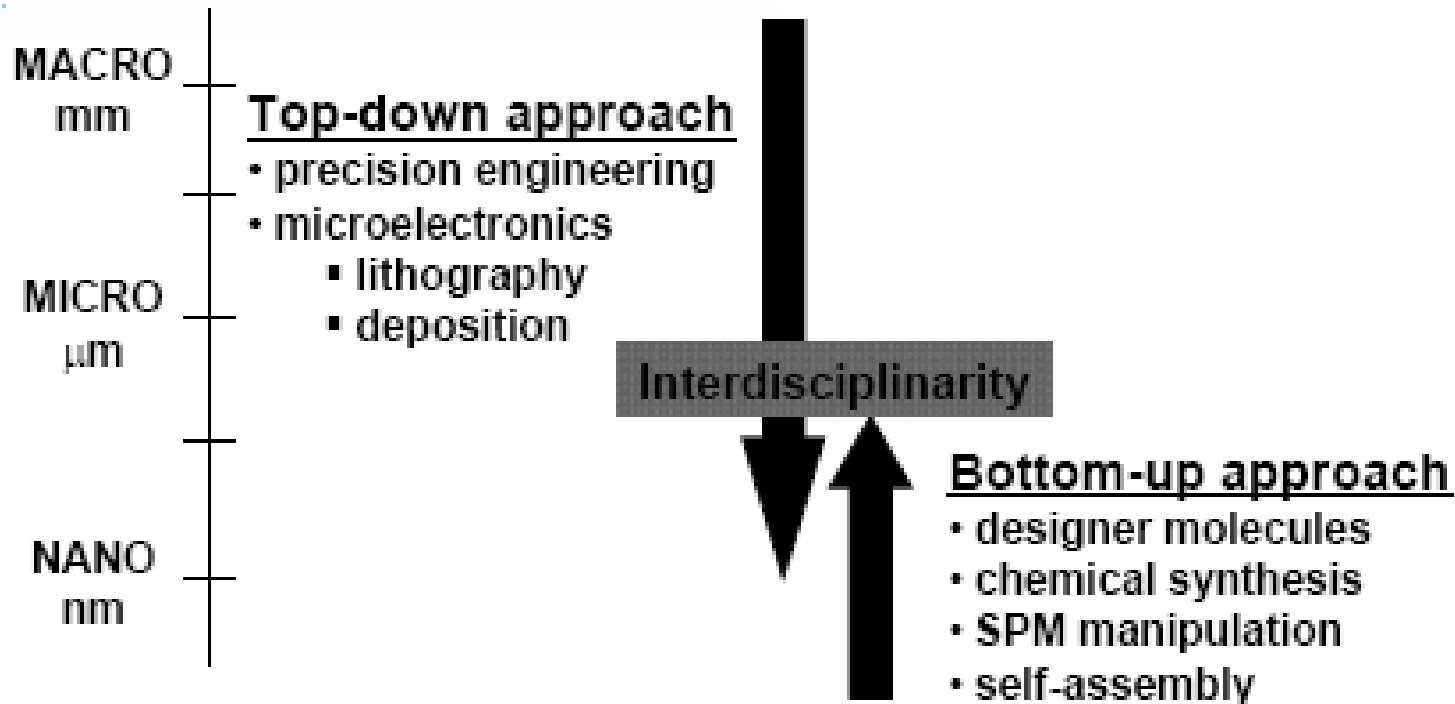 MACRO
mm
Top-down approach
• precision engineering
• microelectronics
▪ lithography
▪ deposition
MICRO
μm
Interdisciplinarity
Bottom-up approach
• designer molecules
• chemical synthesis
• SPM manipulation
• self-assembly
NANO
nm